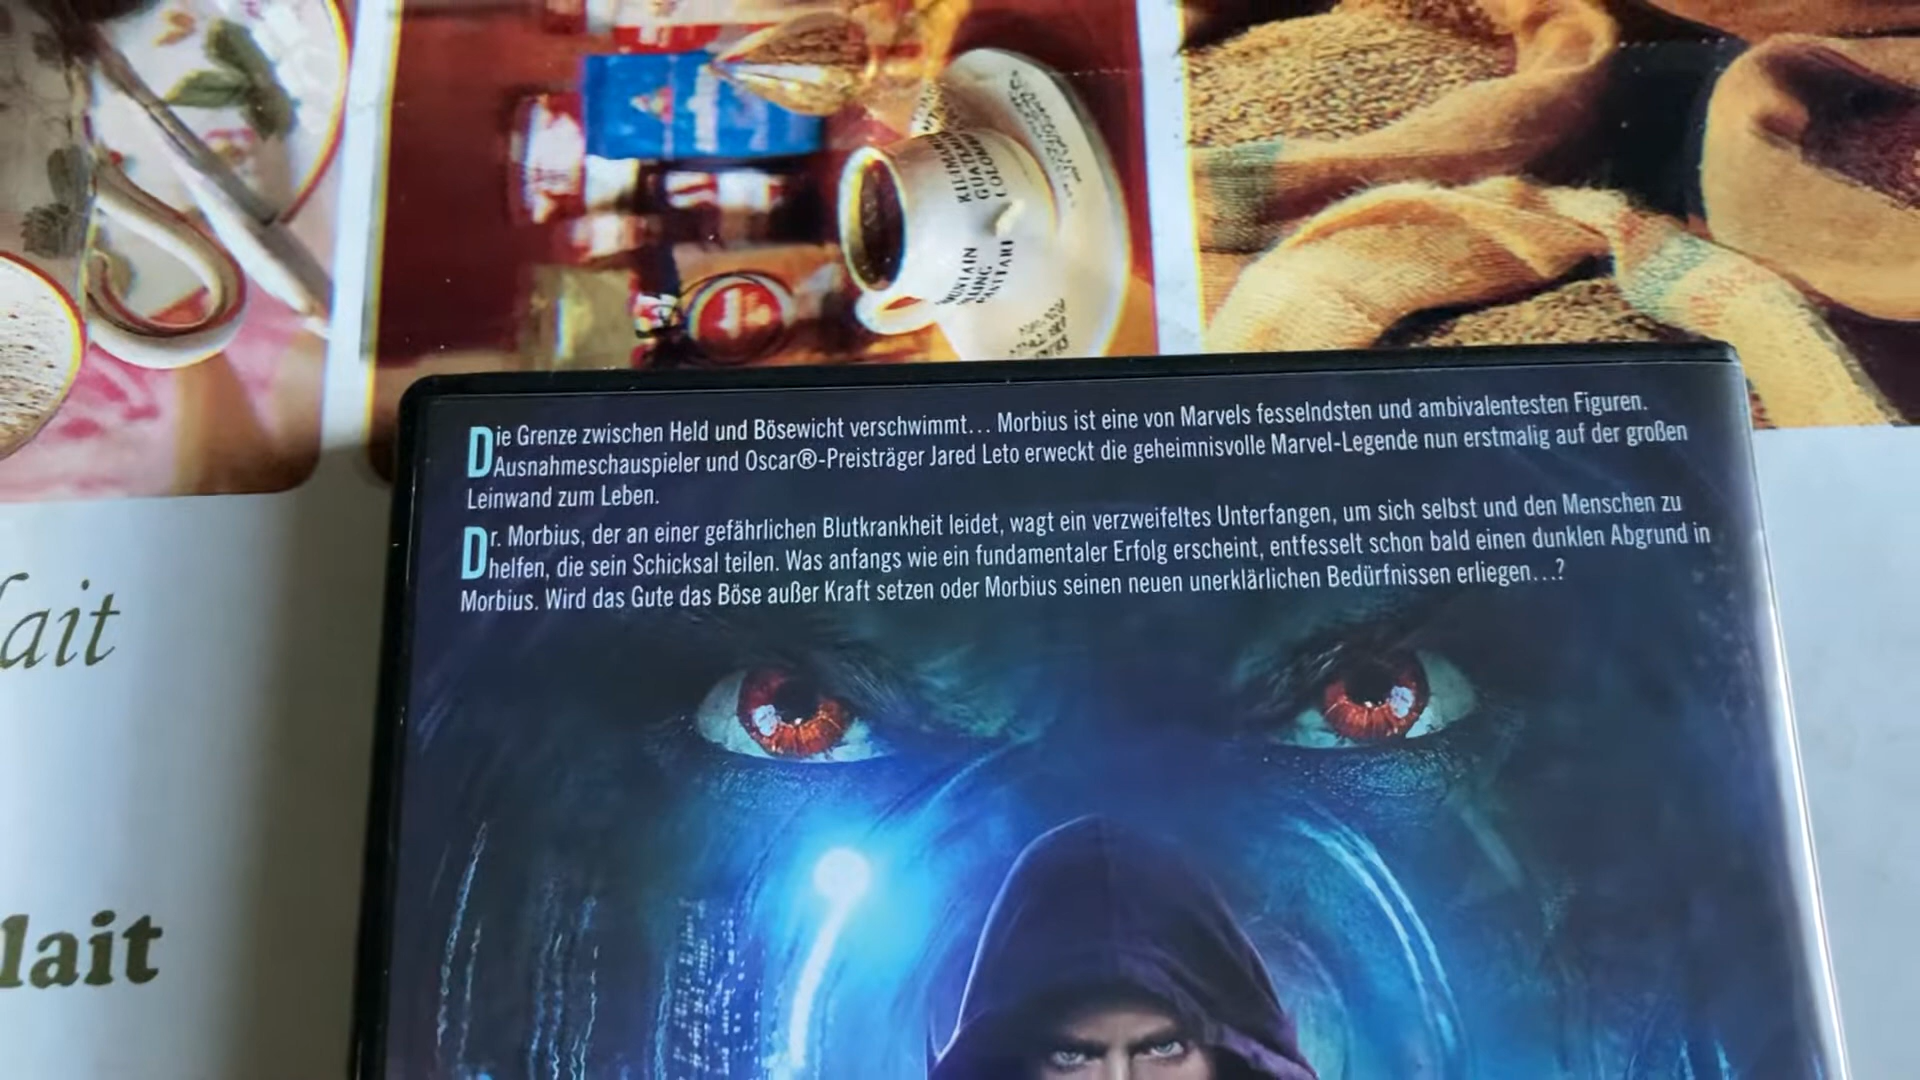 KILIMAN
GUATEM
COLOM
Die Grenze zwischen Held und Bösewicht verschwimmt... Morbius ist eine von Marvels fesselndsten und ambivalentesten Figuren.
Ausnahmeschauspieler und Oscar®-Preisträger Jared Leto erweckt die geheimnisvolle Marvel-Legende nun erstmalig auf der großen
Leinwand zum Leben.
Dr. Morbius, der an einer gefährlichen Blutkrankheit leidet, wagt ein verzweifeltes Unterfangen, um sich selbst und den Menschen zu
helfen, die sein Schicksal teilen. Was anfangs wie ein fundamentaler Erfolg erscheint, entfesselt schon bald einen dunklen Abgrund in
Morbius. Wird das Gute das Böse außer Kraft setzen oder Morbius seinen neuen unerklärlichen Bedürfnissen erliegen...?
lait
lait